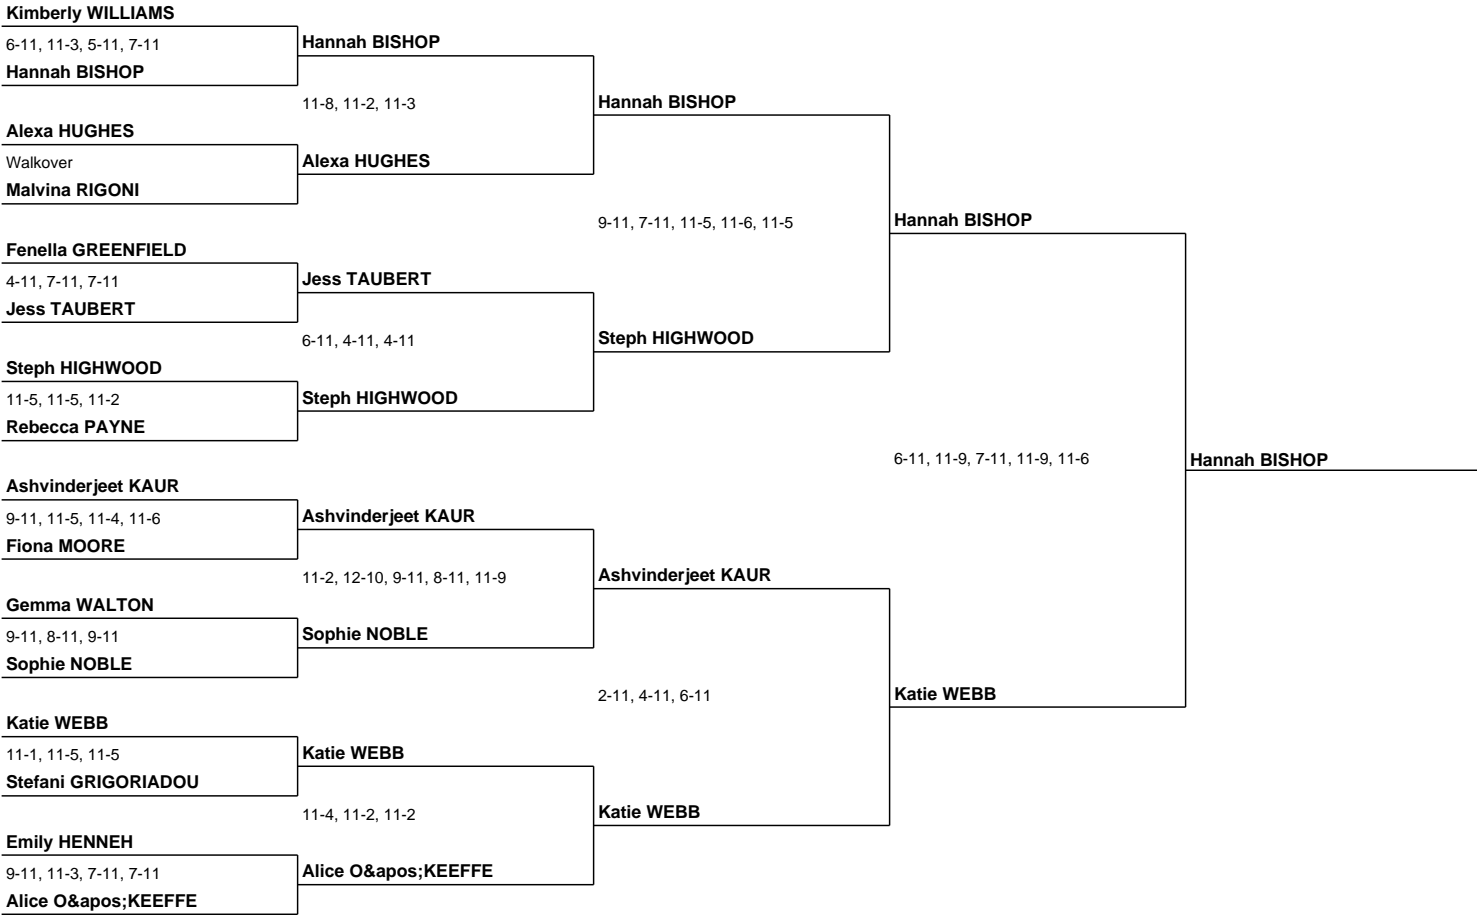 Kimberly WILLIAMS
6-11, 11-3, 5-11, 7-11
Hannah BISHOP
Alexa HUGHES
Walkover
Malvina RIGONI
Fenella GREENFIELD
4-11, 7-11, 7-11
Jess TAUBERT
Steph HIGHWOOD
11-5, 11-5, 11-2
Rebecca PAYNE
Ashvinderjeet KAUR
9-11, 11-5, 11-4, 11-6
Fiona MOORE
Gemma WALTON
9-11, 8-11, 9-11
Sophie NOBLE
Katie WEBB
11-1, 11-5, 11-5
Stefani GRIGORIADOU
Emily HENNEH
9-11, 11-3, 7-11, 7-11
Alice O&apos;KEEFFE
Hannah BISHOP
11-8, 11-2, 11-3
Alexa HUGHES
Jess TAUBERT
6-11, 4-11, 4-11
Steph HIGHWOOD
Ashvinderjeet KAUR
11-2, 12-10, 9-11, 8-11, 11-9
Sophie NOBLE
Katie WEBB
11-4, 11-2, 11-2
Alice O&apos;KEEFFE
Hannah BISHOP
9-11, 7-11, 11-5, 11-6, 11-5
Steph HIGHWOOD
Ashvinderjeet KAUR
2-11, 4-11, 6-11
Katie WEBB
Hannah BISHOP
6-11, 11-9, 7-11, 11-9, 11-6
Katie WEBB
Hannah BISHOP